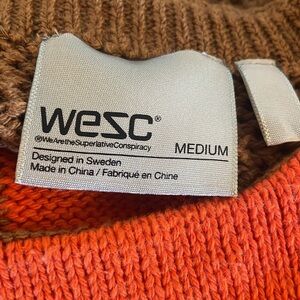 wesc®
®WeAretheSuperlativeConspiracy
MEDIUM
Designed in Sweden
Made in China / Fabriqué en Chine